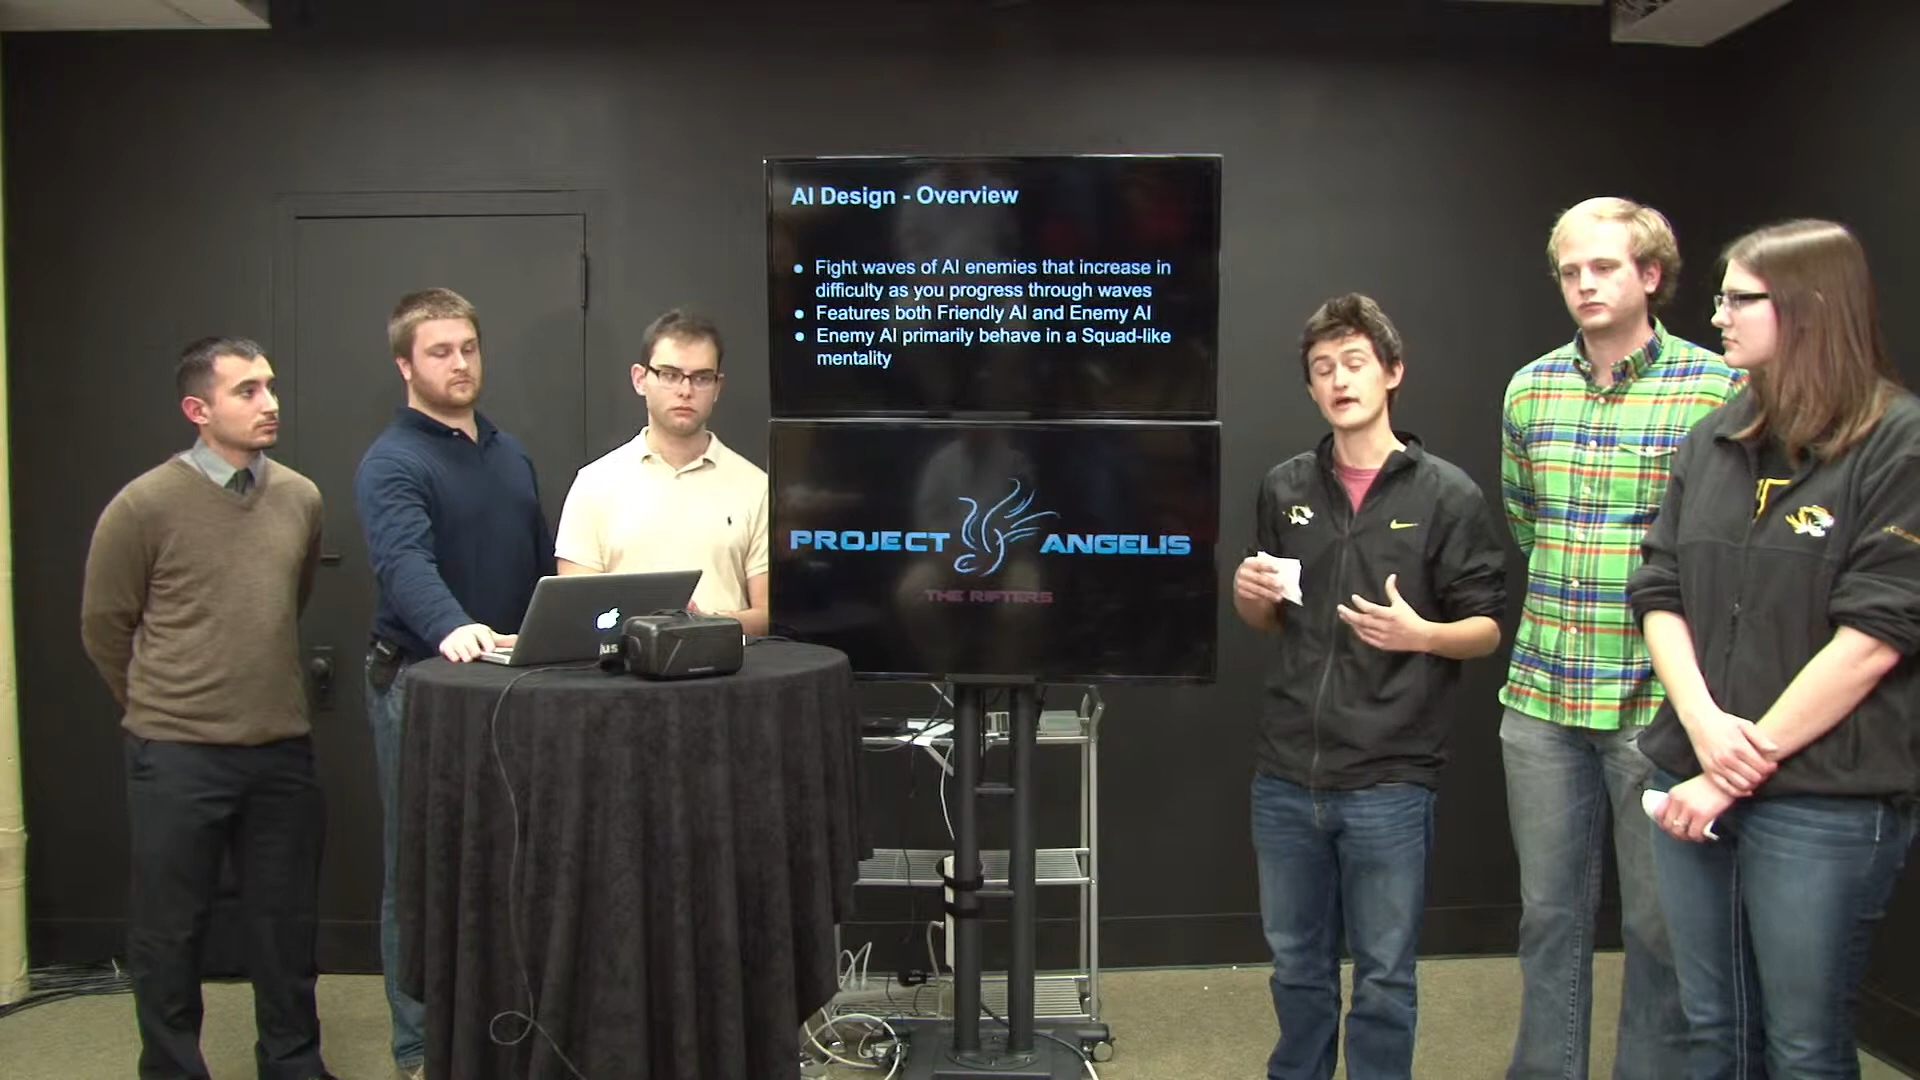 AI Design - Overview
● Fight waves of AI enemies that increase in
difficulty as you progress through waves
● Features both Friendly AI and Enemy AI
● Enemy AI primarily behave in a Squad-like
mentality
PROJECT ANGELIS
THE RIFTERS
us